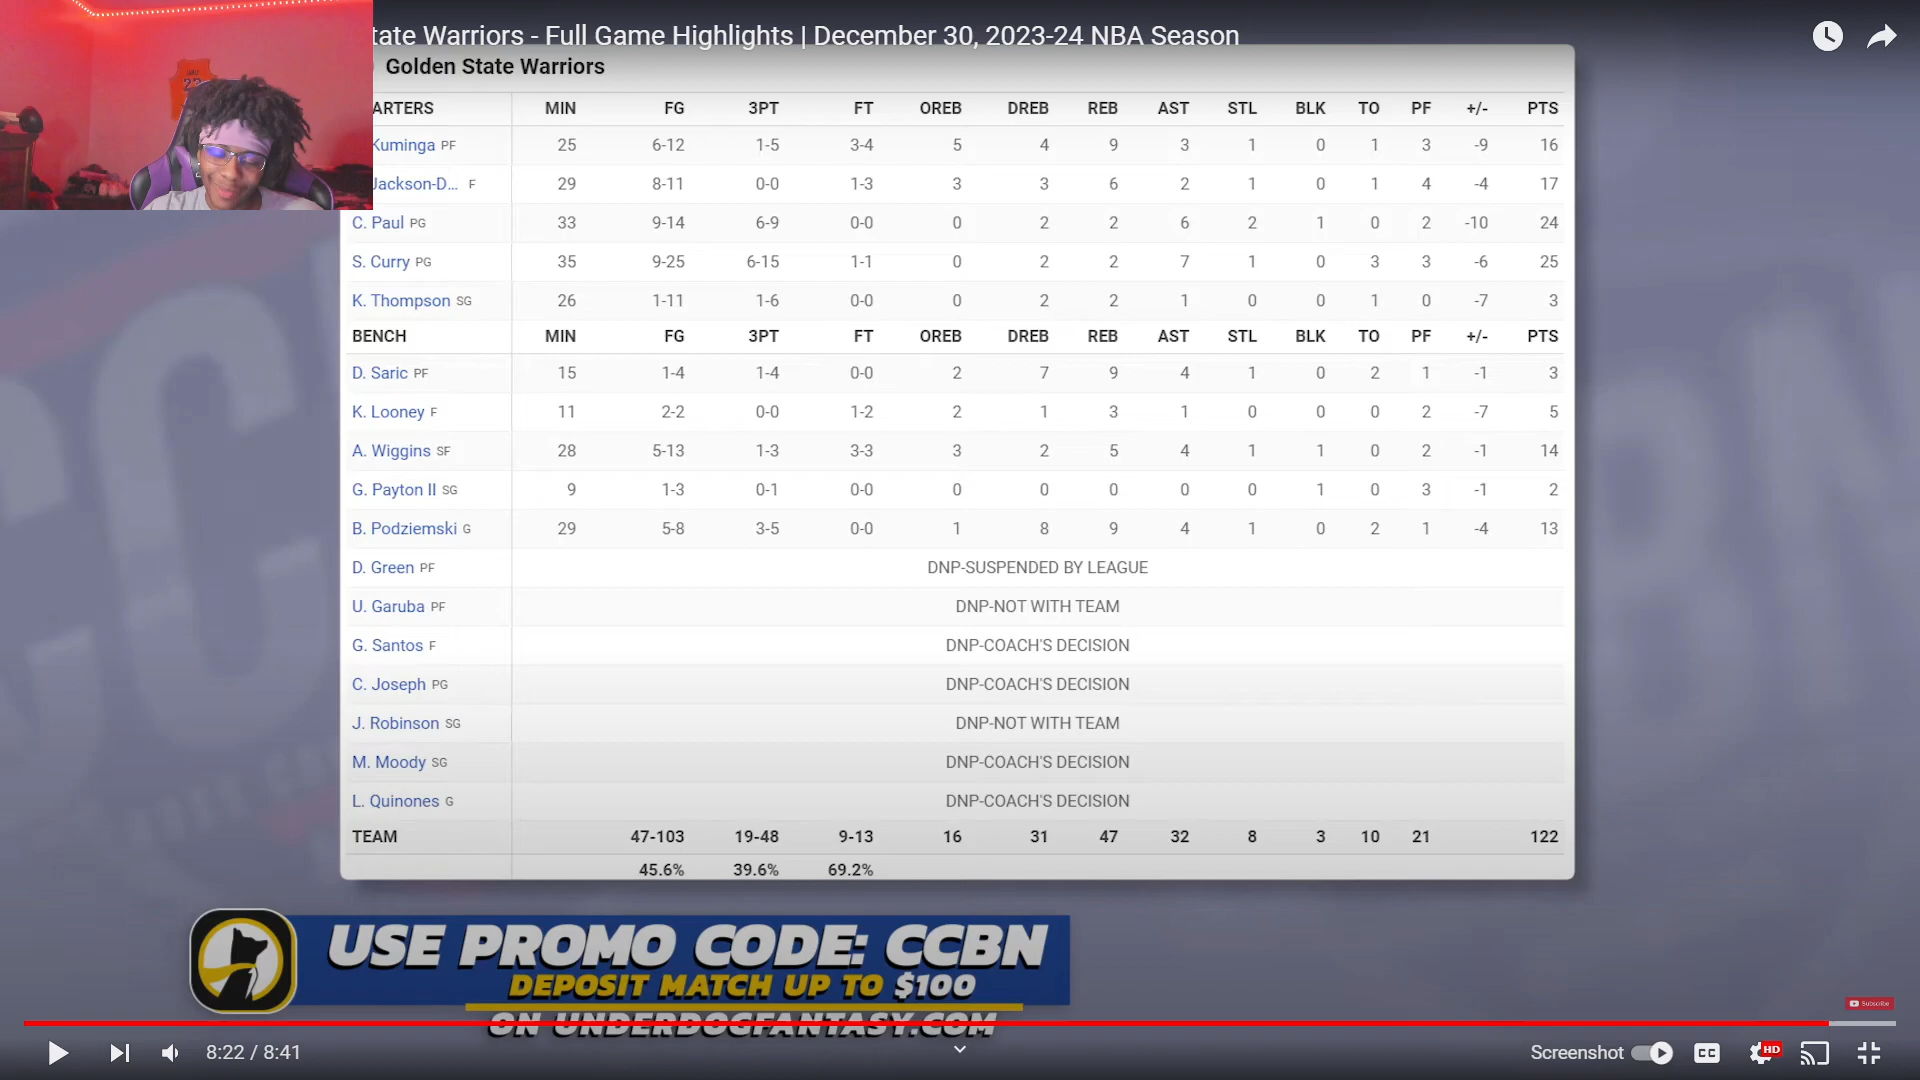 tate Warriors - Full Game Highlights | December 30, 2023-24 NBA Season
Golden State Warriors
ARTERS MIN FG 3PT FT OREB DREB REB AST STL BLK TO PF +/- PTS
Kuminga PF 25 6-12 1-5 3-4 5 4 9 3 1 0 1 3 -9 16
Jackson-D... F 29 8-11 0-0 1-3 3 3 6 2 1 0 1 4 -4 17
C. Paul PG 33 9-14 6-9 0-0 0 2 2 6 2 1 0 2 -10 24
S. Curry PG 35 9-25 6-15 1-1 0 2 2 7 1 0 3 3 -6 25
K. Thompson SG 26 1-11 1-6 0-0 0 2 2 1 0 0 1 0 -7 3
BENCH MIN FG 3PT FT OREB DREB REB AST STL BLK TO PF +/- PTS
D. Saric PF 15 1-4 1-4 0-0 2 7 9 4 1 0 2 1 -1 3
K. Looney F 11 2-2 0-0 1-2 2 1 3 1 0 0 0 2 -7 5
A. Wiggins SF 28 5-13 1-3 3-3 3 2 5 4 1 1 0 2 -1 14
G. Payton II SG 9 1-3 0-1 0-0 0 0 0 0 0 1 0 3 -1 2
B. Podziemski G 29 5-8 3-5 0-0 1 8 9 4 1 0 2 1 -4 13
D. Green PF DNP-SUSPENDED BY LEAGUE
U. Garuba PF DNP-NOT WITH TEAM
G. Santos F DNP-COACH'S DECISION
C. Joseph PG DNP-COACH'S DECISION
J. Robinson SG DNP-NOT WITH TEAM
M. Moody SG DNP-COACH'S DECISION
L. Quinones G DNP-COACH'S DECISION
TEAM 47-103 19-48 9-13 16 31 47 32 8 3 10 21 122
45.6% 39.6% 69.2%
USE PROMO CODE: CCBN
DEPOSIT MATCH UP TO $100
ON UNDERDOGFANTASY.COM
Subscribe
8:22 / 8:41
Screenshot
CC
HD